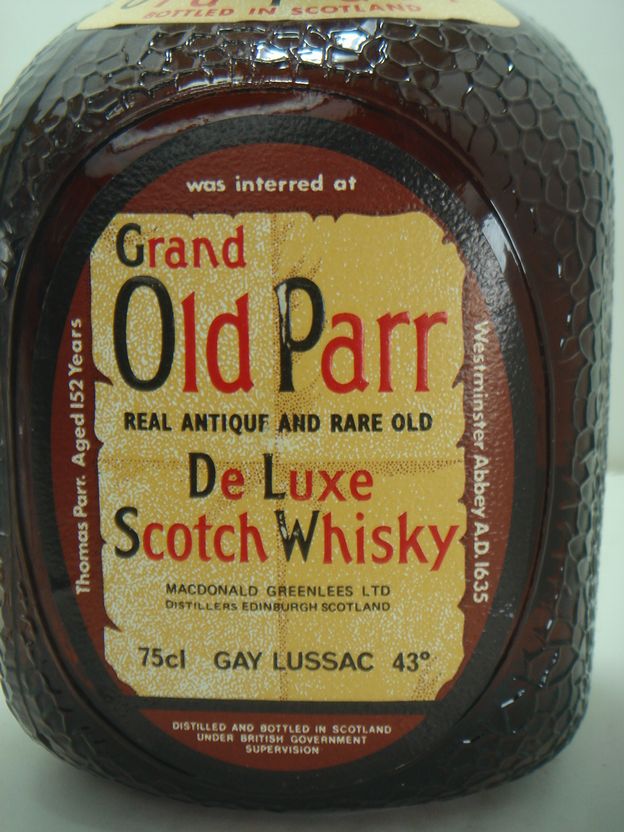 BOTTLED IN SCOTLAND
was interred at
Grand
Old Parr
REAL ANTIQUE AND RARE OLD
De Luxe
Scotch Whisky
MACDONALD GREENLEES LTD
DISTILLERS EDINBURGH SCOTLAND
75cl GAY LUSSAC 43°
Thomas Parr. Aged 152 Years
Westminster Abbey A.D. 1635
DISTILLED AND BOTTLED IN SCOTLAND
UNDER BRITISH GOVERNMENT
SUPERVISION